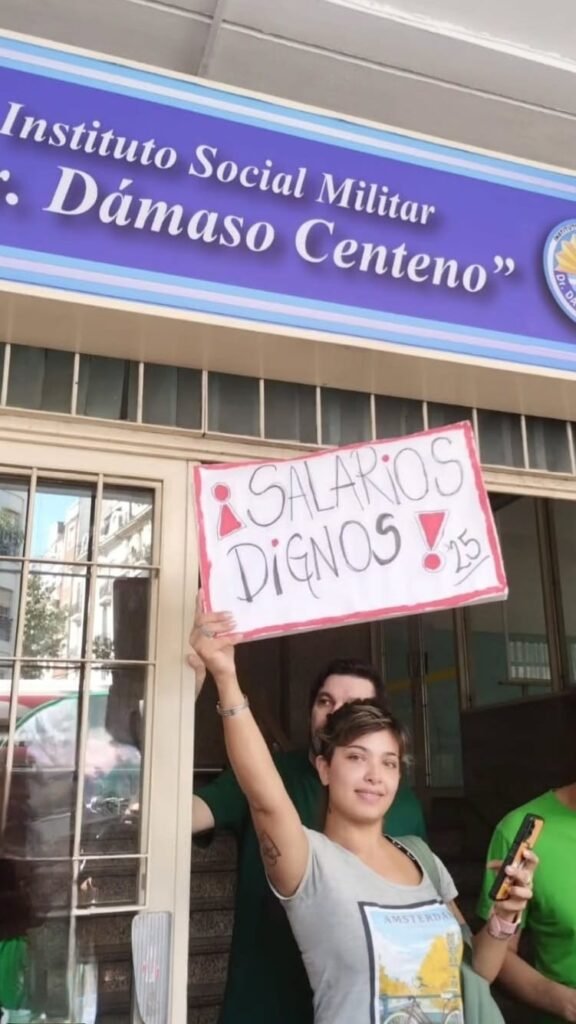 Instituto Social Militar
r. Dámaso Centeno”
¡SALARIOS
DIGNOS!
'25
AMSTERDAM